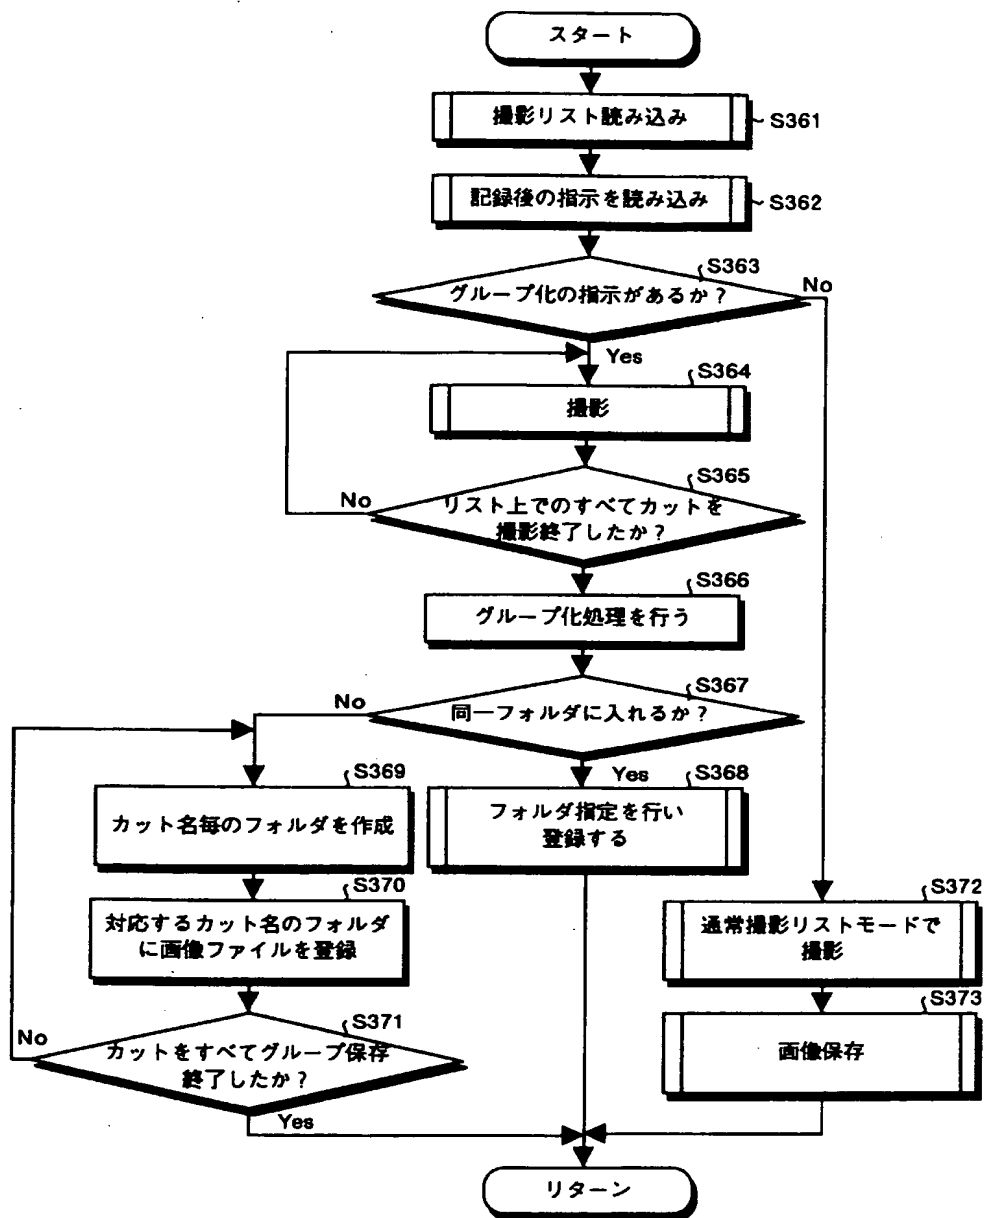 スタート
撮影リスト読み込み
S361
記録後の指示を読み込み
S362
S363
グループ化の指示があるか？
No
Yes
S364
撮影
S365
No
リスト上でのすべてカットを
撮影終了したか？
S366
グループ化処理を行う
S367
No
同一フォルダに入れるか？
Yes
S369
カット名毎のフォルダを作成
S368
フォルダ指定を行い
登録する
S370
対応するカット名のフォルダ
に画像ファイルを登録
S372
通常撮影リストモードで
撮影
S371
No
カットをすべてグループ保存
終了したか？
Yes
S373
画像保存
リターン